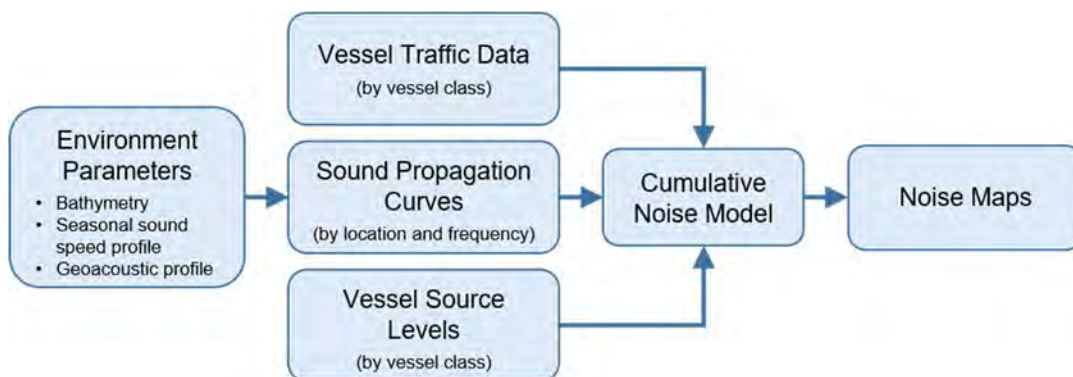 Vessel Traffic Data
(by vessel class)
Environment
Parameters
• Bathymetry
• Seasonal sound
speed profile
• Geoacoustic profile
Sound Propagation
Curves
(by location and frequency)
Cumulative
Noise Model
Noise Maps
Vessel Source
Levels
(by vessel class)